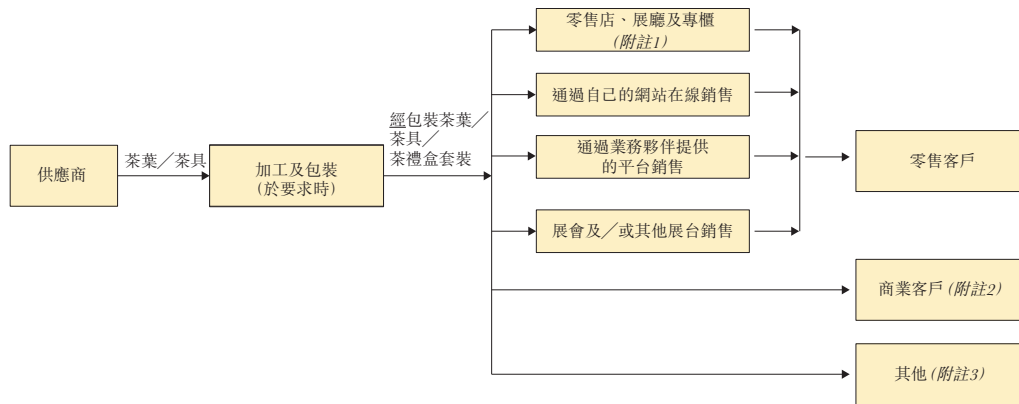 供應商
茶葉／茶具
加工及包裝
(於要求時)
經包裝茶葉／
茶具／
茶禮盒套裝
零售店、展廳及專櫃
(附註1)
通過自己的網站在線銷售
通過業務夥伴提供
的平台銷售
展會及／或其他展台銷售
零售客戶
商業客戶(附註2)
其他(附註3)